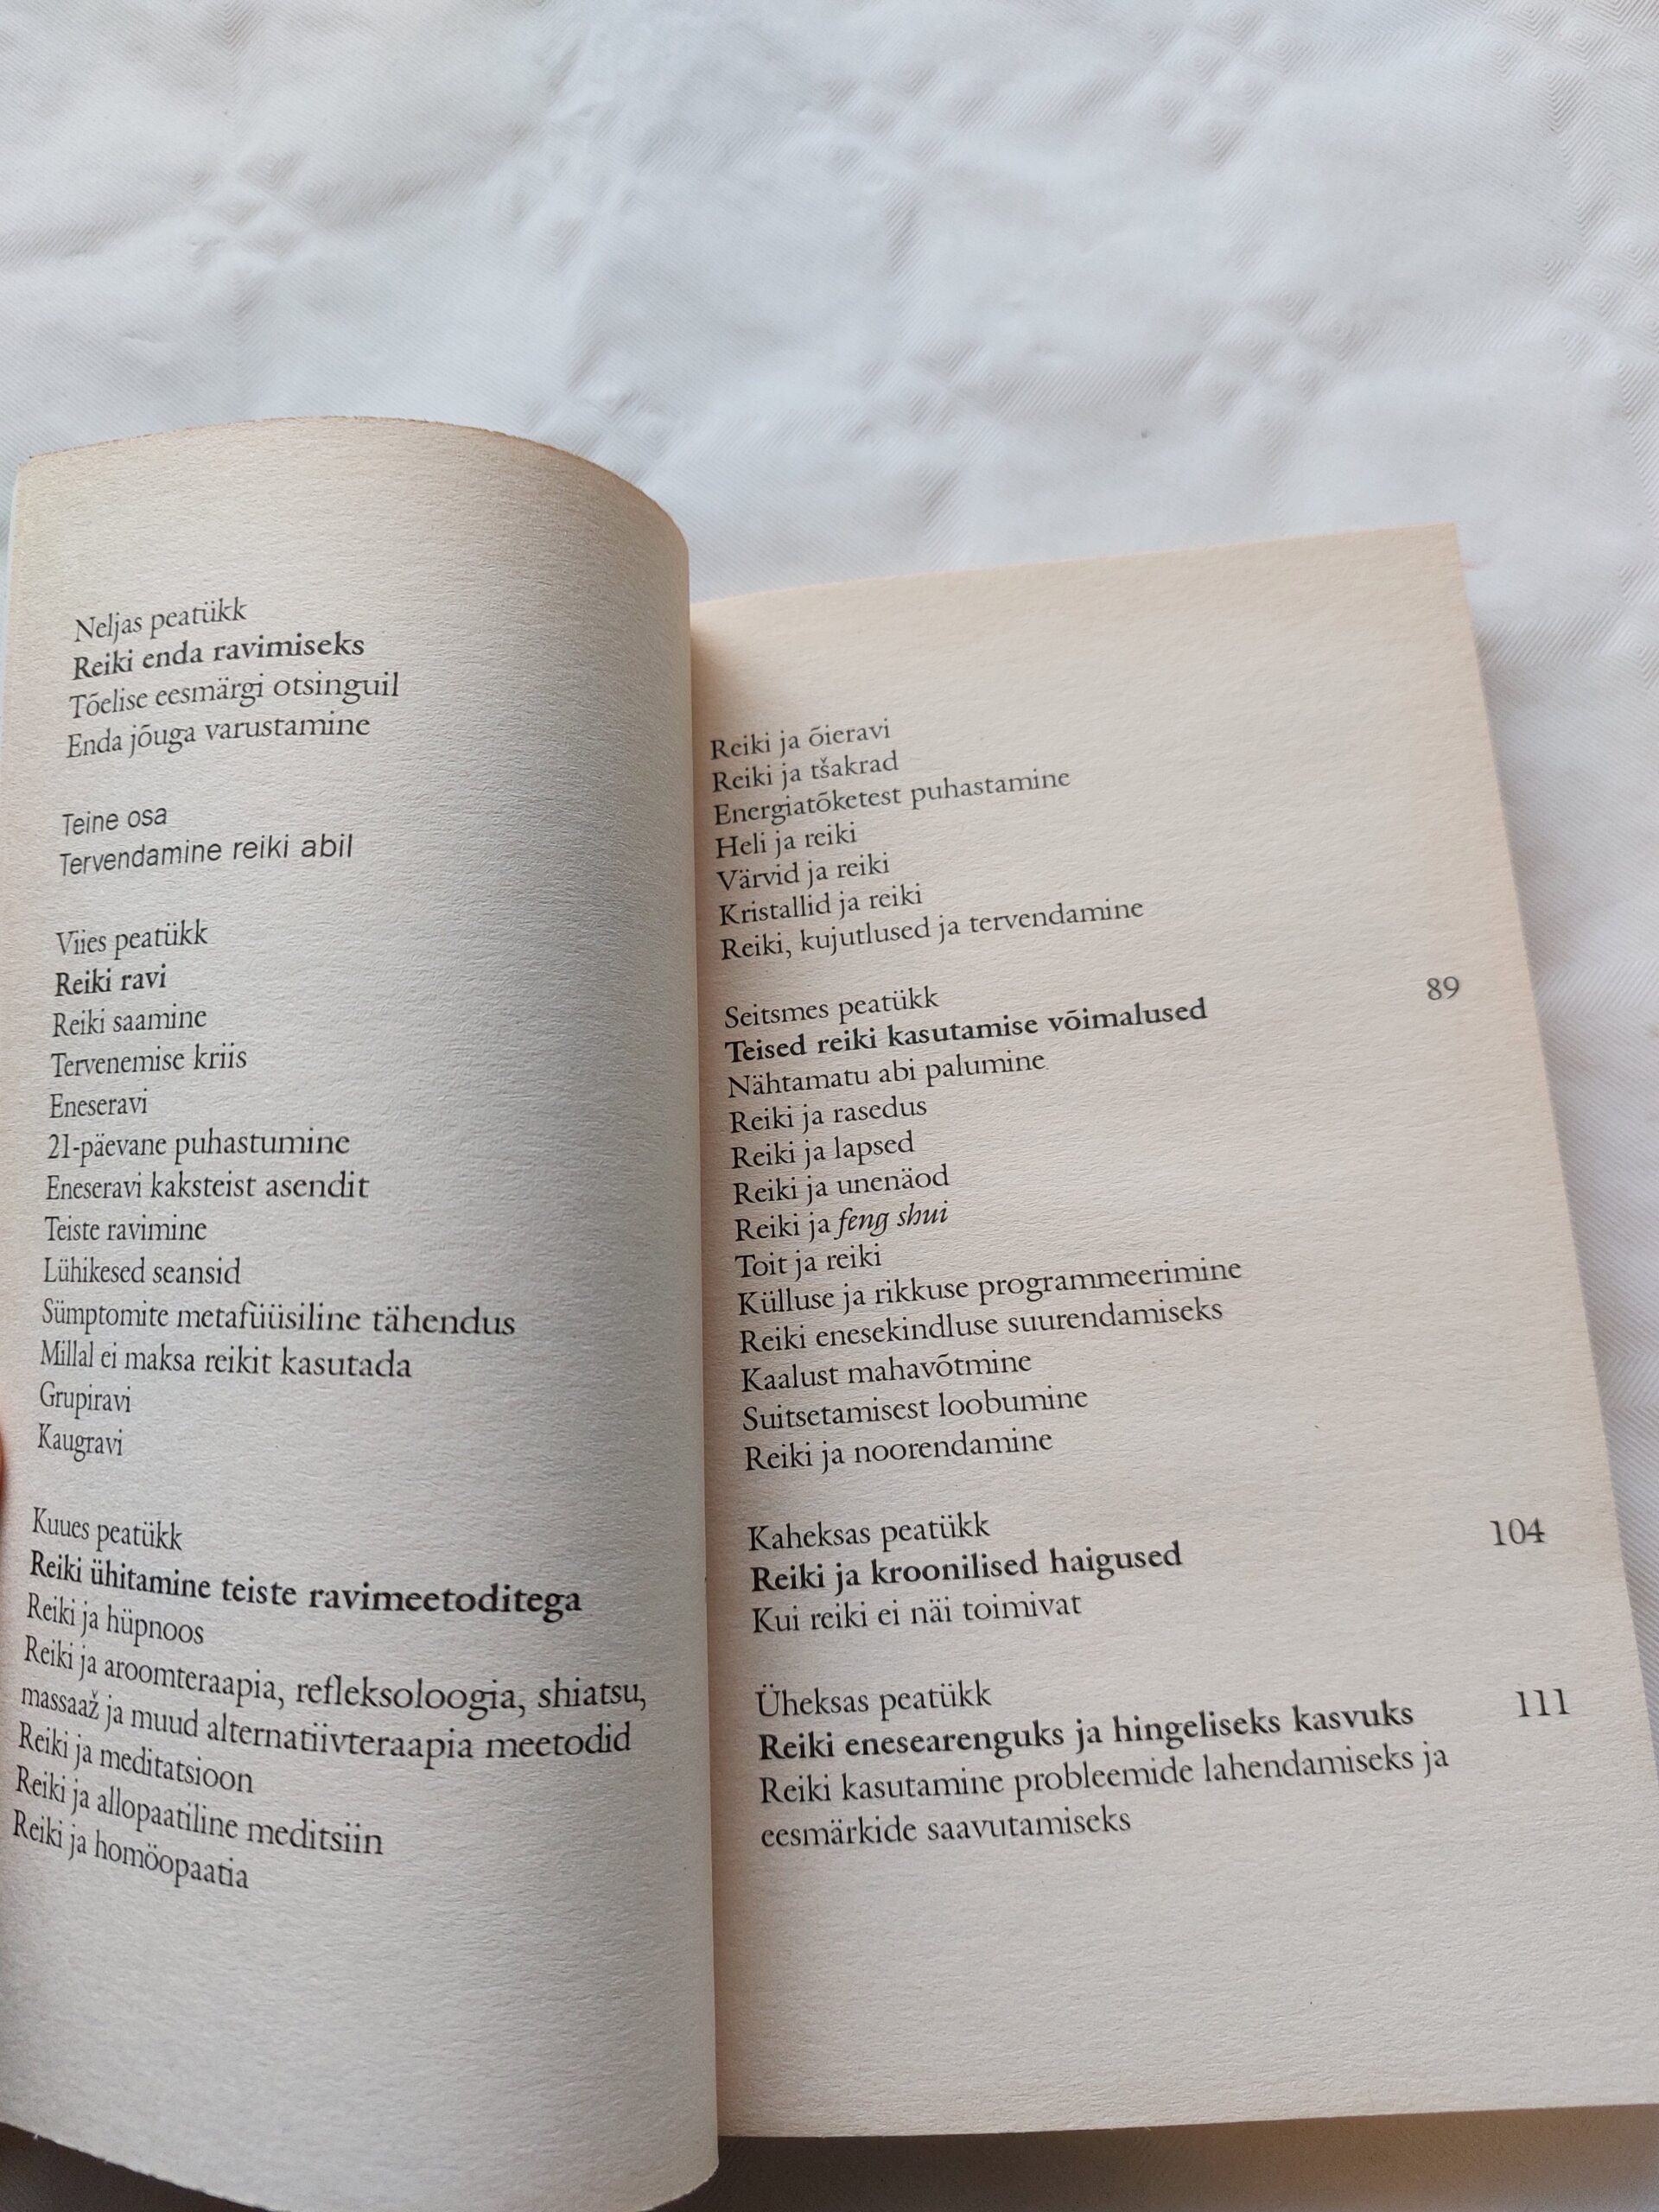 Neljas peatükk
Reiki enda ravimiseks
Tõelise eesmärgi otsinguil
Enda jõuga varustamine
Teine osa
Tervendamine reiki abil
Viies peatükk
Reiki ravi
Reiki saamine
Tervenemise kriis
Eneseravi
21-päevane puhastumine
Eneseravi kaksteist asendit
Teiste ravimine
Lühikesed seansid
Sümptomite metafüüsiline tähendus
Millal ei maksa reikit kasutada
Grupiravi
Kaugravi
Kuues peatükk
Reiki ühitamine teiste ravimeetoditega
Reiki ja hüpnoos
Reiki ja aroomteraapia, refleksoloogia, shiatsu,
massaaž ja muud alternatiivteraapia meetodid
Reiki ja meditatsioon
Reiki ja allopaatiline meditsiin
Reiki ja homöopaatia
Reiki ja õieravi
Reiki ja tšakrad
Energiatõketest puhastamine
Heli ja reiki
Värvid ja reiki
Kristallid ja reiki
Reiki, kujutlused ja tervendamine
Seitsmes peatükk 89
Teised reiki kasutamise võimalused
Nähtamatu abi palumine
Reiki ja rasedus
Reiki ja lapsed
Reiki ja unenäod
Reiki ja feng shui
Toit ja reiki
Külluse ja rikkuse programmeerimine
Reiki enesekindluse suurendamiseks
Kaalust mahavõtmine
Suitsetamisest loobumine
Reiki ja noorendamine
Kaheksas peatükk 104
Reiki ja kroonilised haigused
Kui reiki ei näi toimivat
Üheksas peatükk 111
Reiki enesearenguks ja hingeliseks kasvuks
Reiki kasutamine probleemide lahendamiseks ja
eesmärkide saavutamiseks